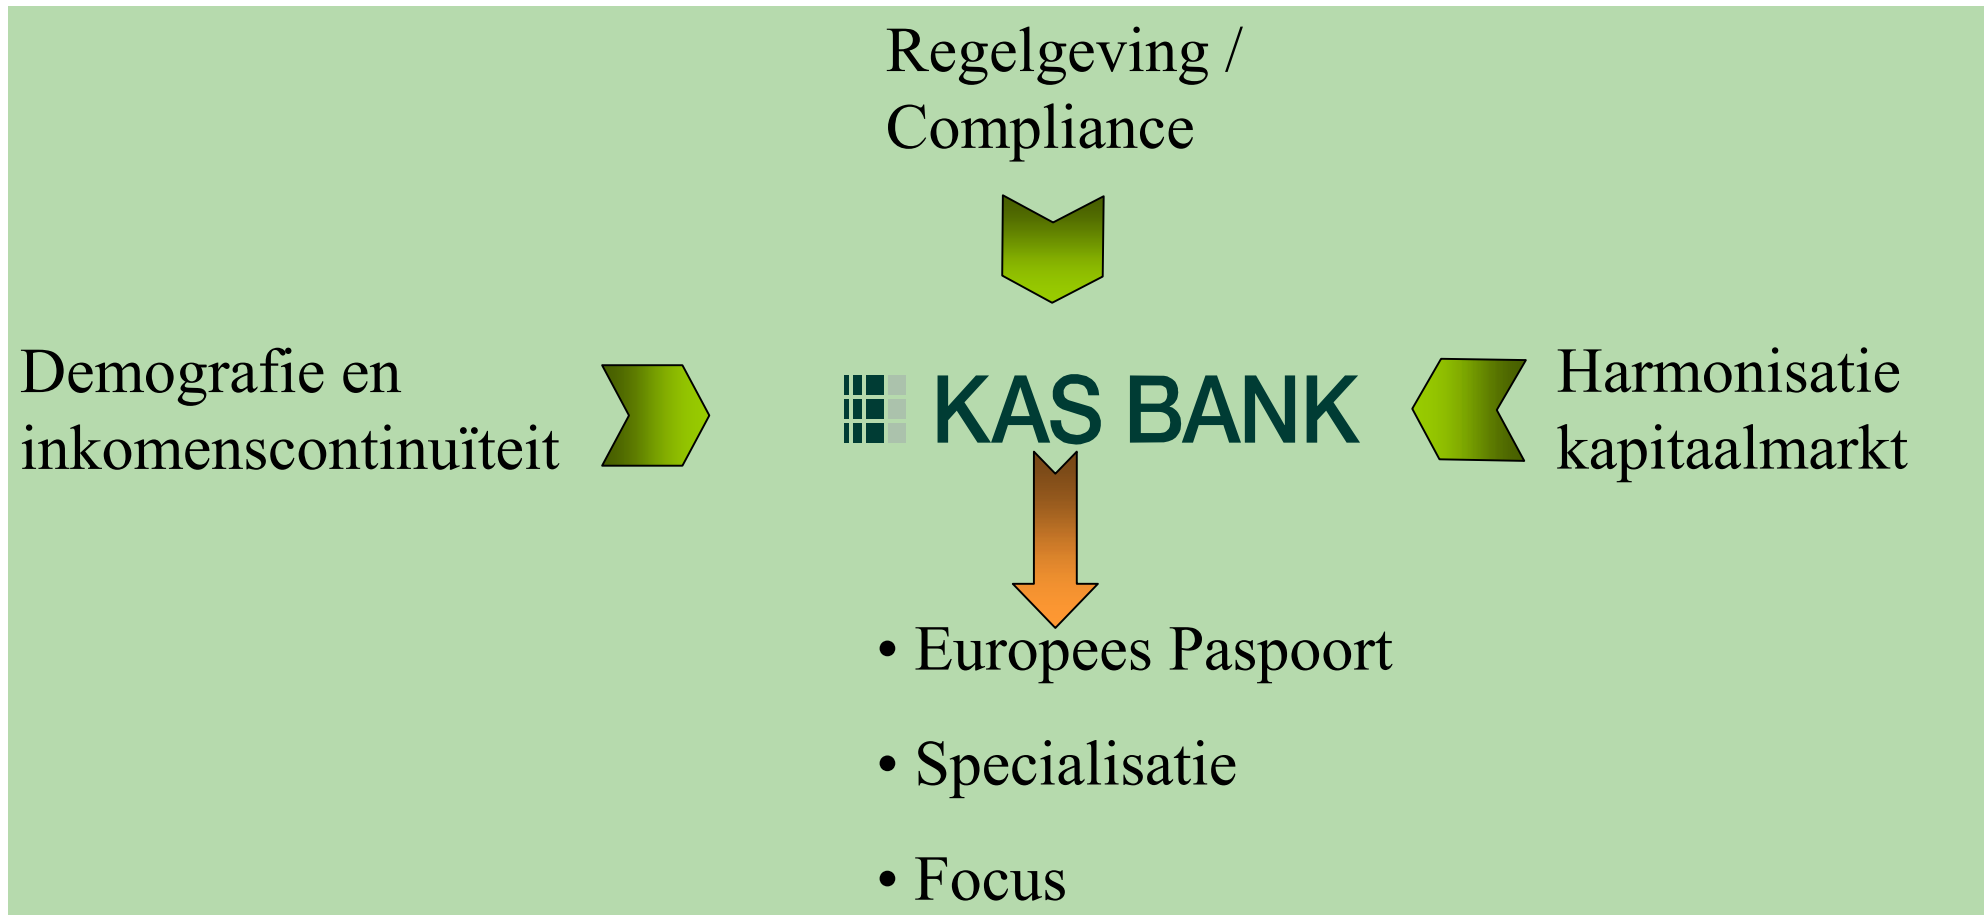 Regelgeving /
Compliance
Demografie en
inkomenscontinuïteit
KAS BANK
Harmonisatie
kapitaalmarkt
• Europees Paspoort
• Specialisatie
• Focus